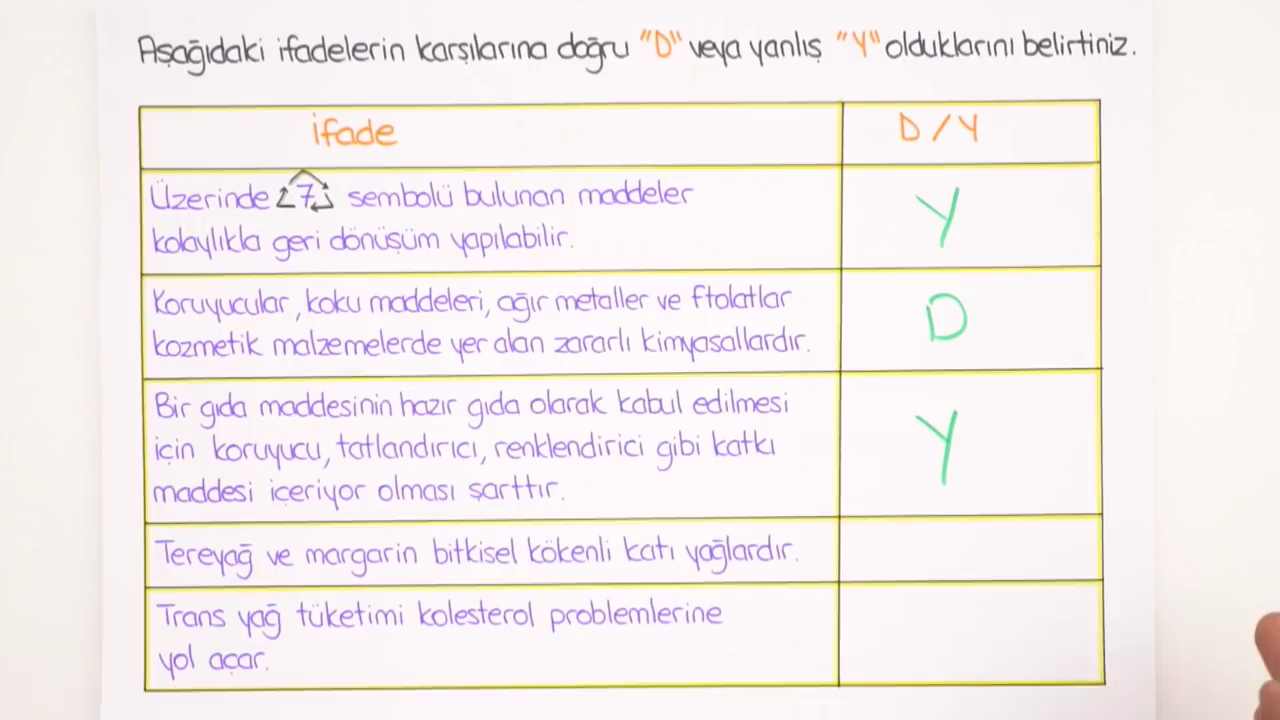 Aşağıdaki ifadelerin karşılarına doğru "D" veya yanlış "Y" olduklarını belirtiniz.
İfade D/Y
Üzerinde 7 sembolü bulunan maddeler
kolaylıkla geri dönüşüm yapılabilir.
Y
Koruyucular, koku maddeleri, ağır metaller ve ftolatlar
kozmetik malzemelerde yer alan zararlı kimyasallardır.
D
Bir gıda maddesinin hazır gıda olarak kabul edilmesi
için koruyucu, tatlandırıcı, renklendirici gibi katkı
maddesi içeriyor olması şarttır.
Y
Tereyağ ve margarin bitkisel kökenli katı yağlardır.
Trans yağ tüketimi kolesterol problemlerine
yol açar.